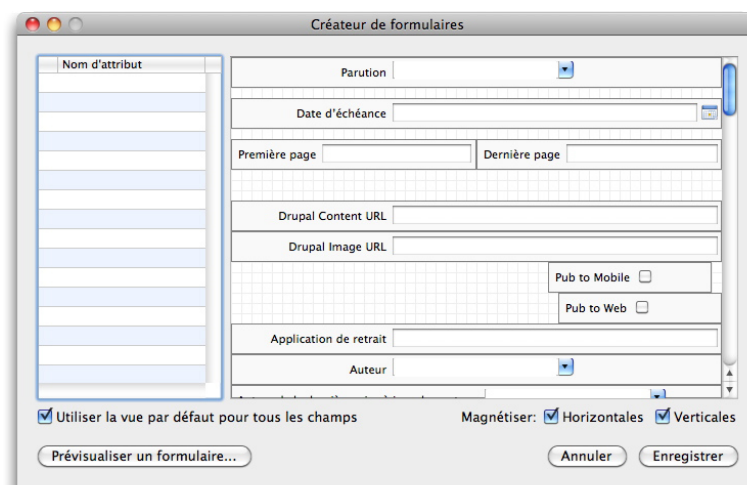 Créateur de formulaires
Nom d'attribut
Parution
Date d'échéance
Première page
Dernière page
Drupal Content URL
Drupal Image URL
Pub to Mobile
Pub to Web
Application de retrait
Auteur
Utiliser la vue par défaut pour tous les champs
Magnétiser: Horizontales Verticales
Prévisualiser un formulaire...
Annuler
Enregistrer